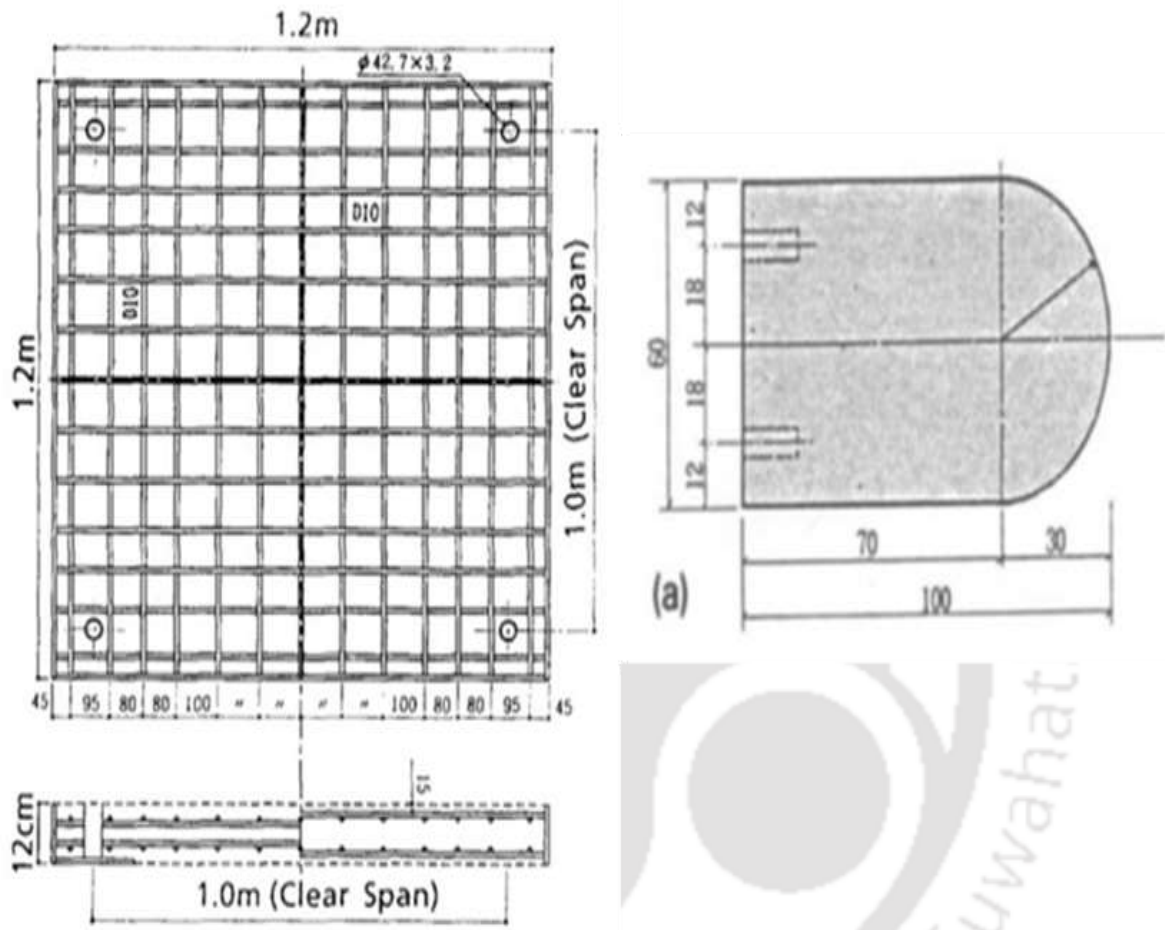 1.2m
φ42.7×3.2
D10
D10
1.2m
1.0m (Clear Span)
45 95 80 80 100 〃 〃 〃 〃 100 80 80 95 45
15
12cm
1.0m (Clear Span)
12
18
60
18
12
70 30
(a)
100
uwahat